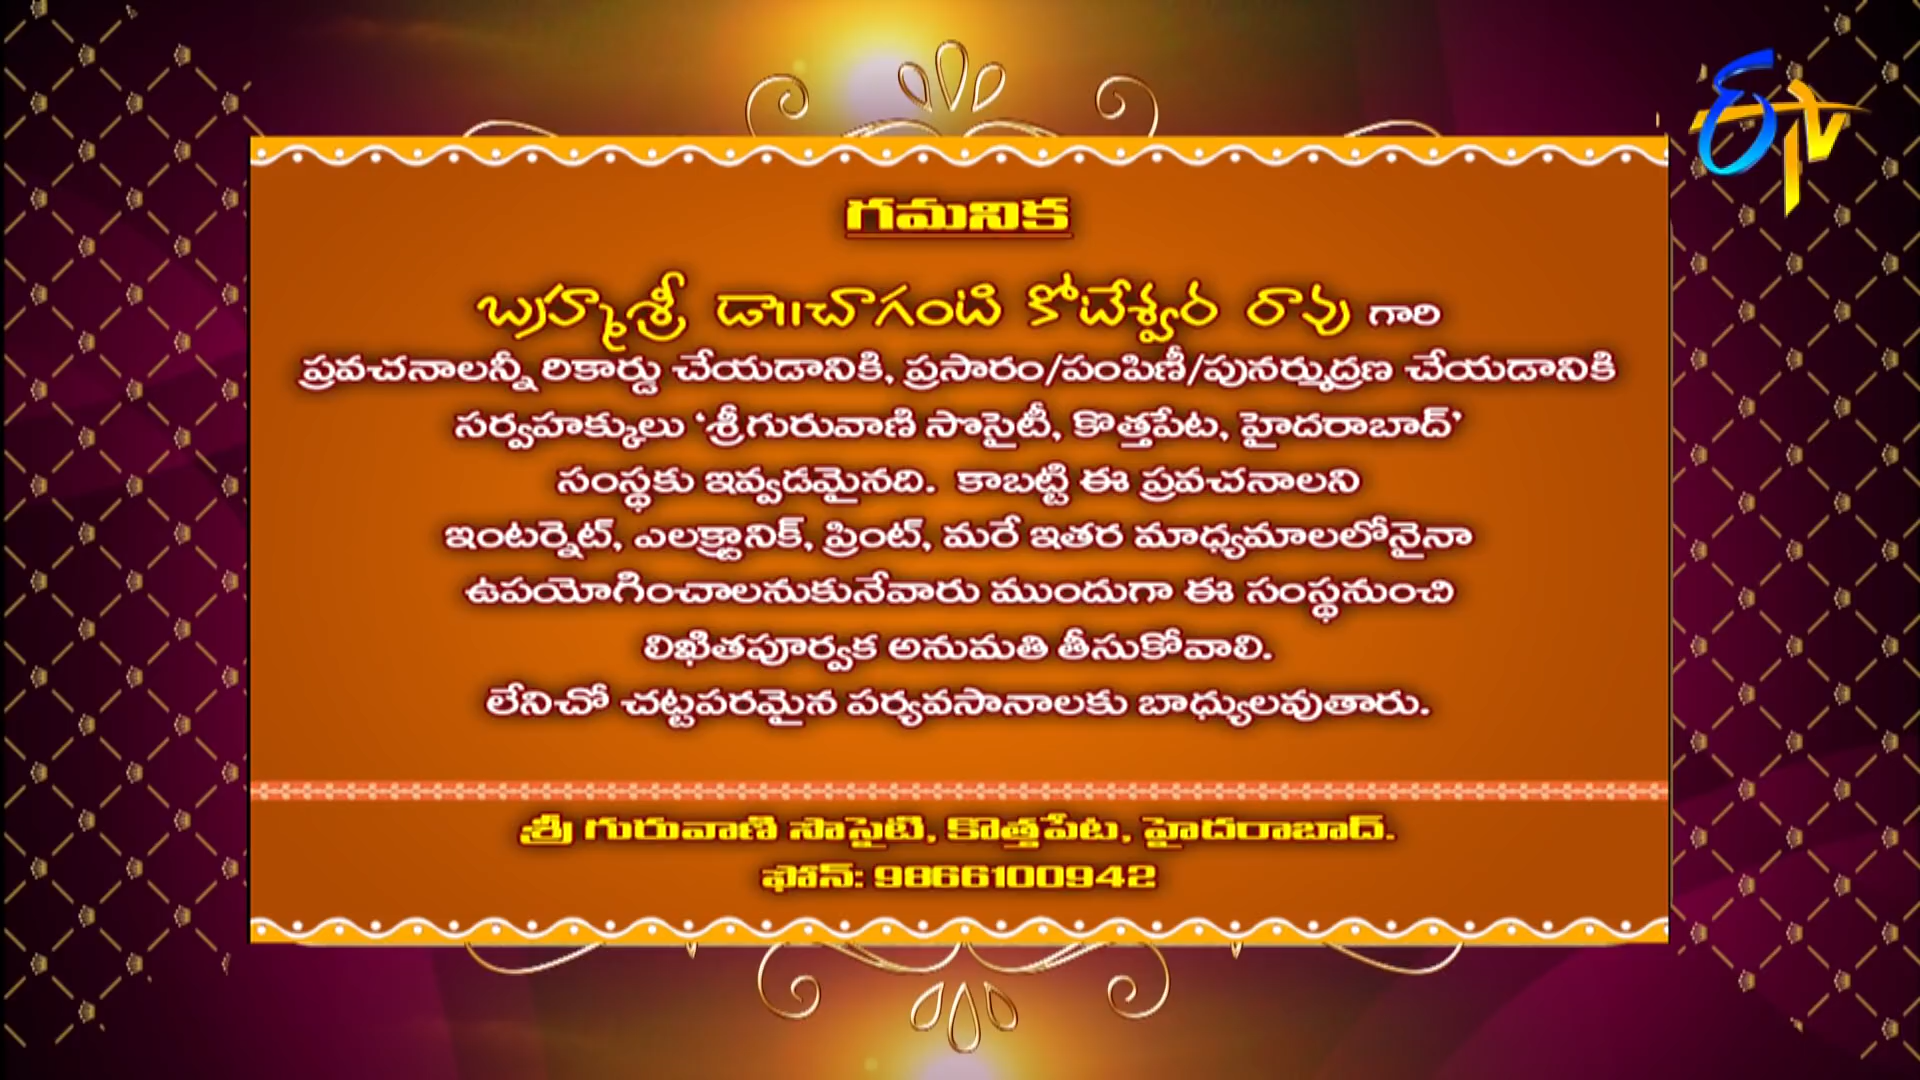 ఈTV
గమనిక
బ్రహ్మశ్రీ డా॥చాగంటి కోటేశ్వర రావు గారి
ప్రవచనాలన్నీ రికార్డు చేయడానికి, ప్రసారం/పంపిణీ/పునర్ముద్రణ చేయడానికి
సర్వహక్కులు ‘శ్రీగురువాణి సొసైటీ, కొత్తపేట, హైదరాబాద్’
సంస్థకు ఇవ్వడమైనది. కాబట్టి ఈ ప్రవచనాలని
ఇంటర్నెట్, ఎలక్ట్రానిక్, ప్రింట్, మరే ఇతర మాధ్యమాలలోనైనా
ఉపయోగించాలనుకునేవారు ముందుగా ఈ సంస్థనుంచి
లిఖితపూర్వక అనుమతి తీసుకోవాలి.
లేనిచో చట్టపరమైన పర్యవసానాలకు బాధ్యులవుతారు.
శ్రీ గురువాణి సొసైటి, కొత్తపేట, హైదరాబాద్.
ఫోన్: 9866100942